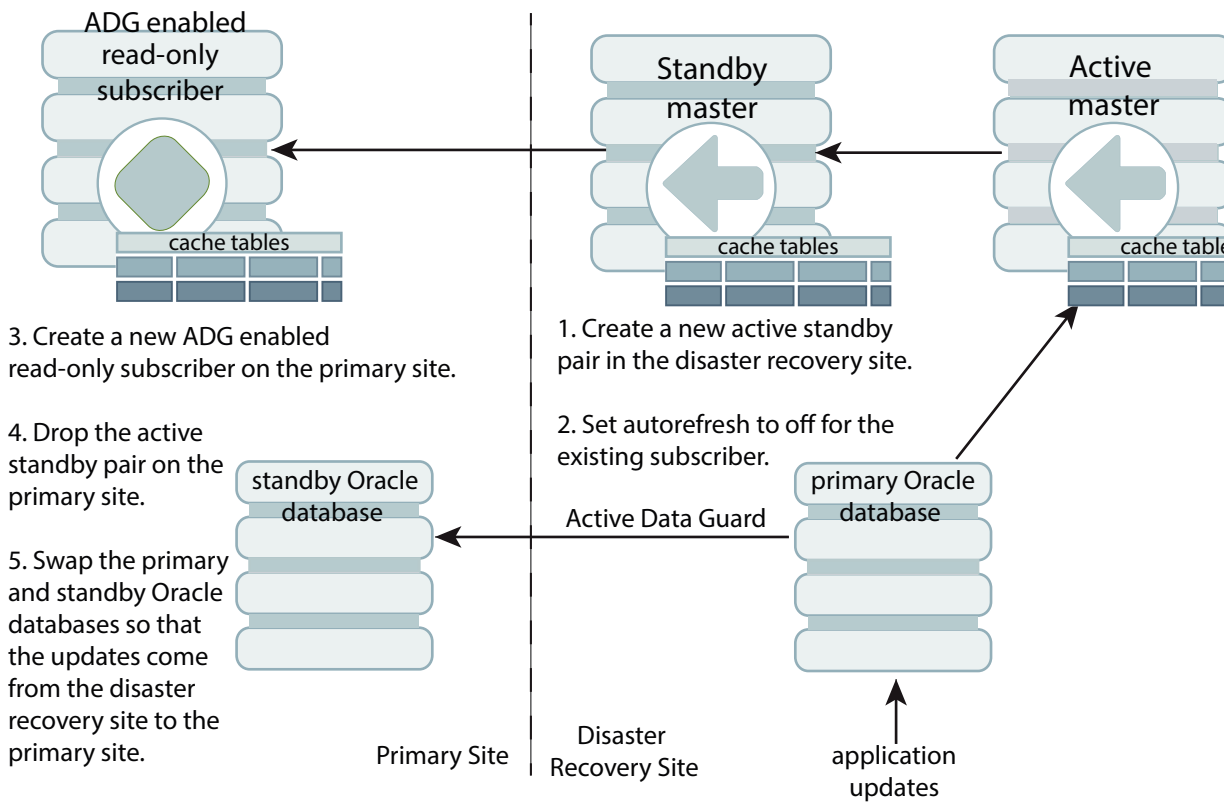 ADG enabled
read-only
subscriber
cache tables
Standby
master
cache tables
Active
master
cache table
3. Create a new ADG enabled
read-only subscriber on the primary site.
1. Create a new active standby
pair in the disaster recovery site.
2. Set autorefresh to off for the
existing subscriber.
4. Drop the active
standby pair on the
primary site.
5. Swap the primary
and standby Oracle
databases so that
the updates come
from the disaster
recovery site to the
primary site.
standby Oracle
database
Active Data Guard
primary Oracle
database
Primary Site
Disaster
Recovery Site
application
updates